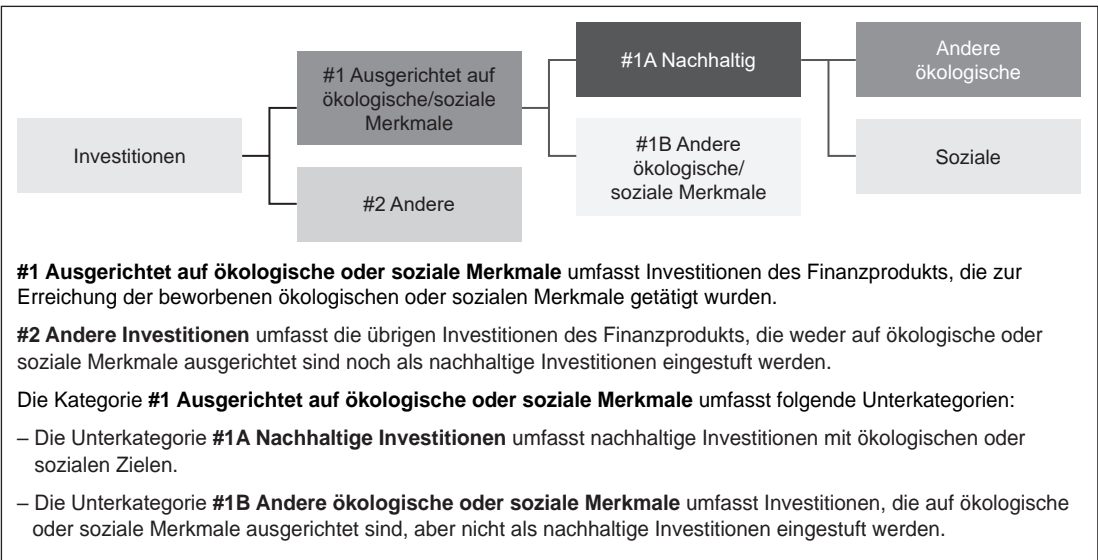 Investitionen
#1 Ausgerichtet auf
ökologische/soziale
Merkmale
#2 Andere
#1A Nachhaltig
#1B Andere
ökologische/
soziale Merkmale
Andere
ökologische
Soziale
#1 Ausgerichtet auf ökologische oder soziale Merkmale umfasst Investitionen des Finanzprodukts, die zur
Erreichung der beworbenen ökologischen oder sozialen Merkmale getätigt wurden.
#2 Andere Investitionen umfasst die übrigen Investitionen des Finanzprodukts, die weder auf ökologische oder
soziale Merkmale ausgerichtet sind noch als nachhaltige Investitionen eingestuft werden.
Die Kategorie #1 Ausgerichtet auf ökologische oder soziale Merkmale umfasst folgende Unterkategorien:
– Die Unterkategorie #1A Nachhaltige Investitionen umfasst nachhaltige Investitionen mit ökologischen oder
sozialen Zielen.
– Die Unterkategorie #1B Andere ökologische oder soziale Merkmale umfasst Investitionen, die auf ökologische
oder soziale Merkmale ausgerichtet sind, aber nicht als nachhaltige Investitionen eingestuft werden.